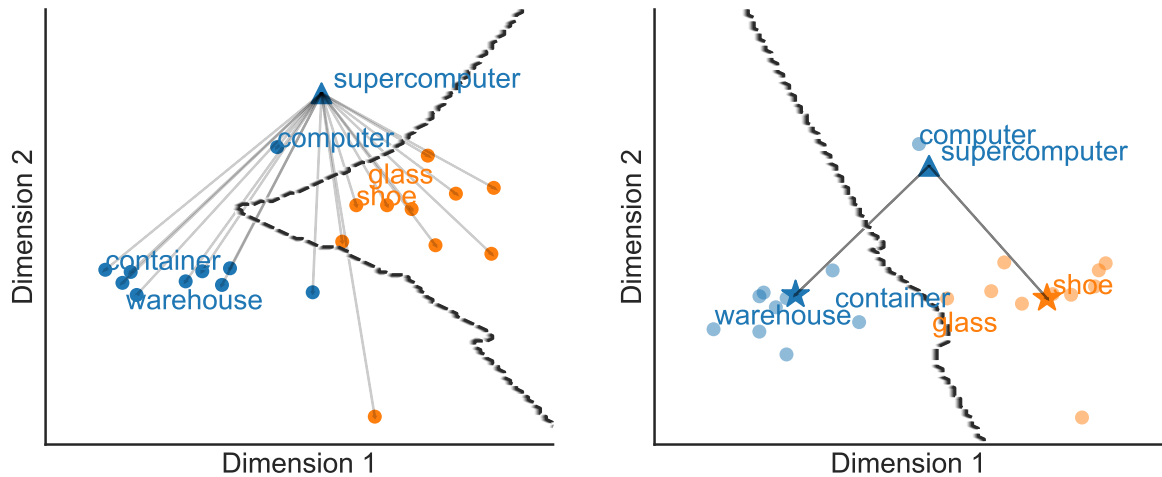 supercomputer
computer
glass
shoe
container
warehouse
Dimension 1
Dimension 2
computer
supercomputer
shoe
container
warehouse
glass
Dimension 1
Dimension 2